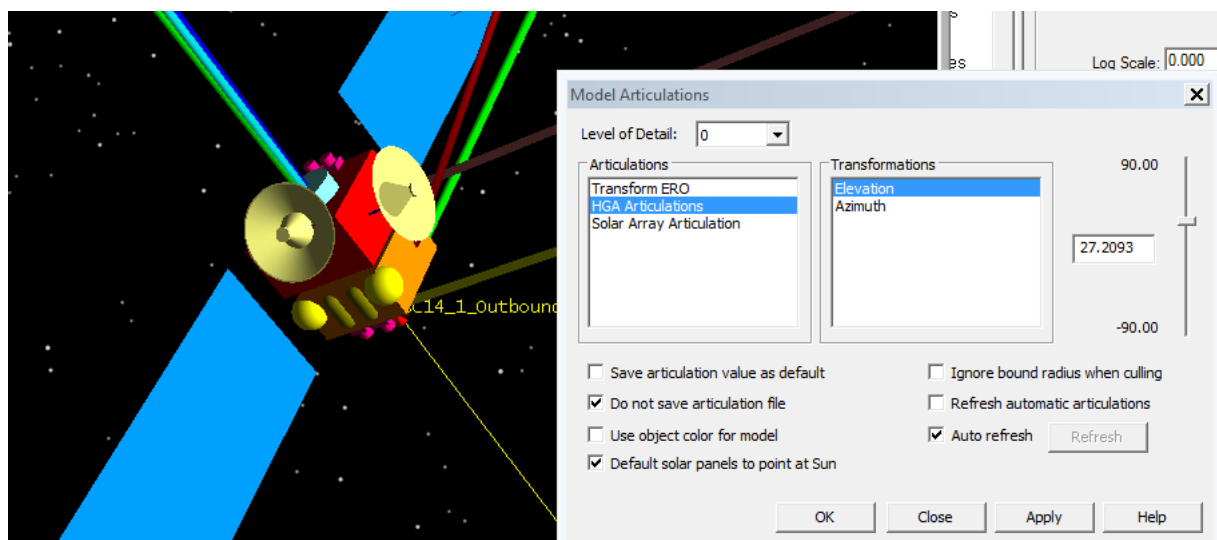 es
Log Scale: 0.000
Model Articulations
Level of Detail: 0
Articulations
Transform ERO
HGA Articulations
Solar Array Articulation
Transformations
Elevation
Azimuth
90.00
27.2093
-90.00
C14_1_Outbound
Save articulation value as default
Do not save articulation file
Use object color for model
Default solar panels to point at Sun
Ignore bound radius when culling
Refresh automatic articulations
Auto refresh
Refresh
OK
Close
Apply
Help